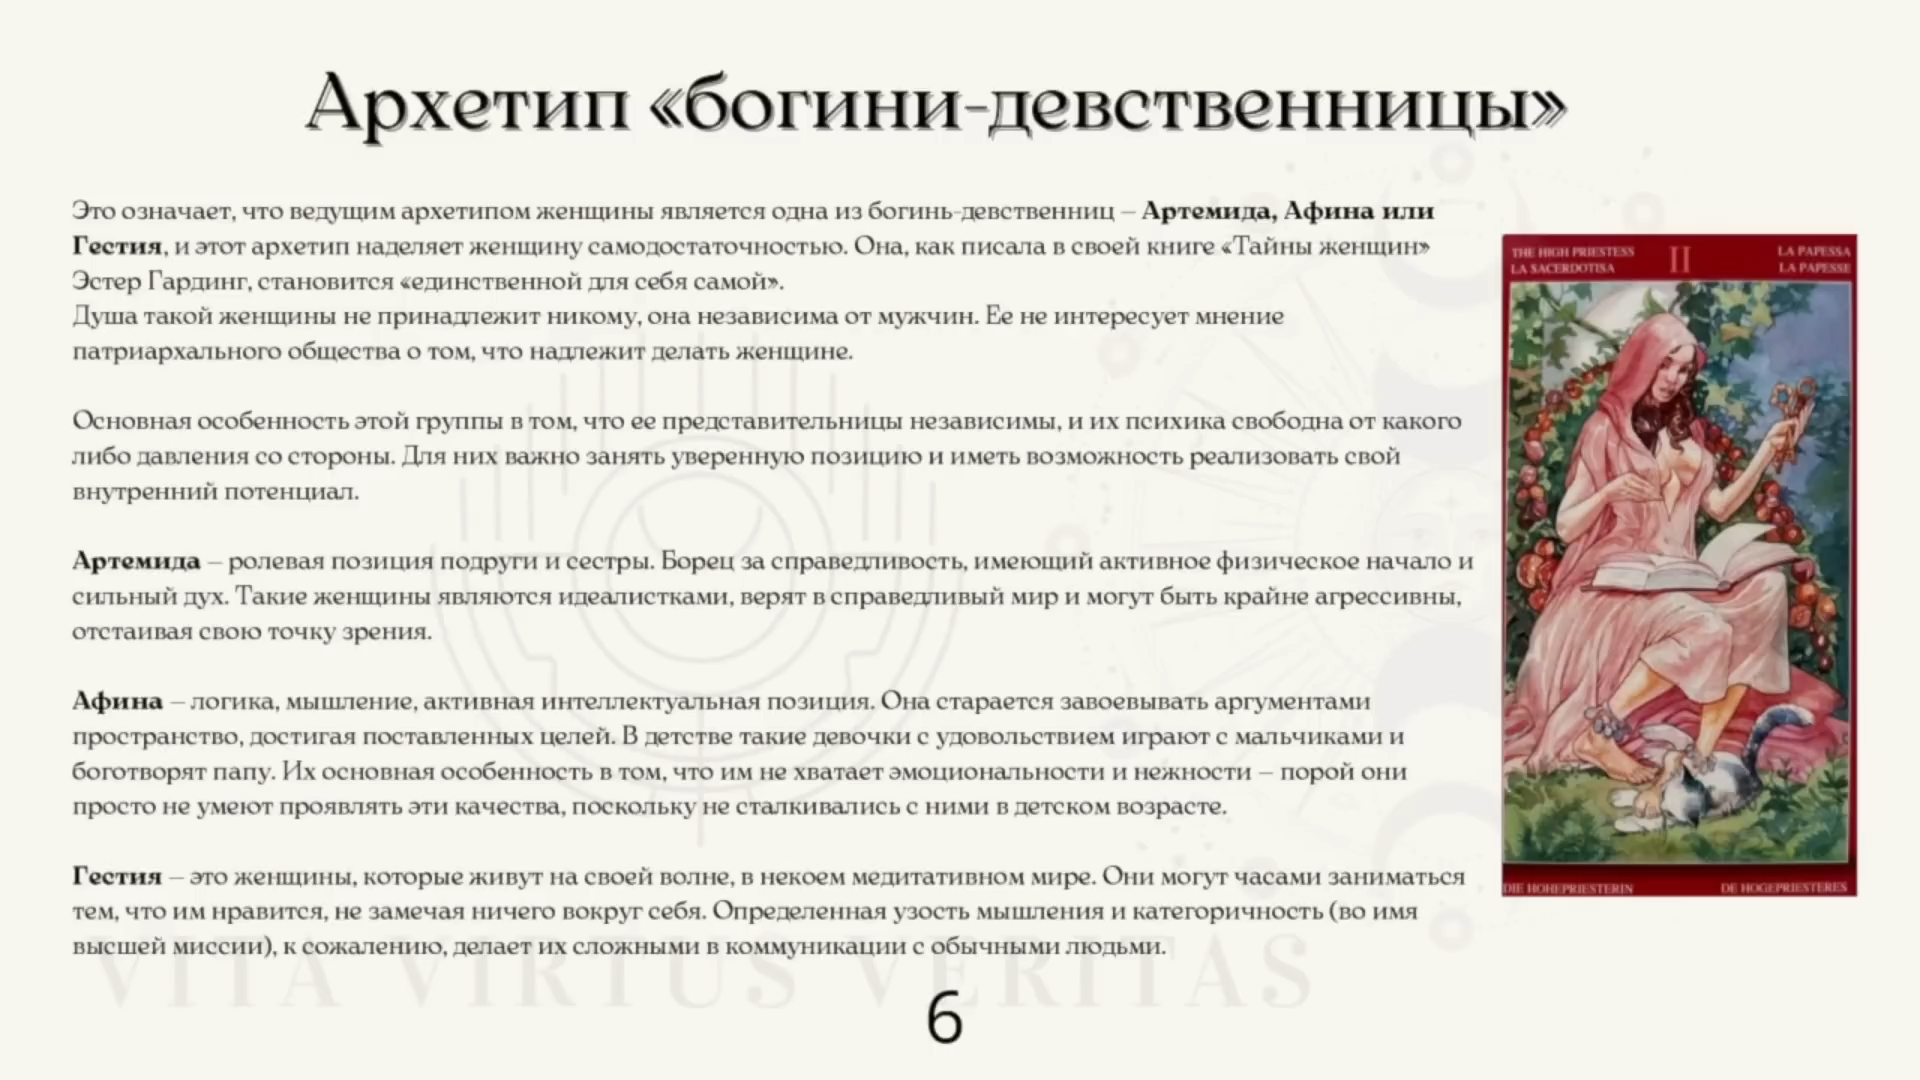 Архетип «богини-девственницы»
Это означает, что ведущим архетипом женщины является одна из богинь-девственниц – Артемида, Афина или
Гестия, и этот архетип наделяет женщину самодостаточностью. Она, как писала в своей книге «Тайны женщин»
Эстер Гардинг, становится «единственной для себя самой».
Душа такой женщины не принадлежит никому, она независима от мужчин. Ее не интересует мнение
патриархального общества о том, что надлежит делать женщине.
Основная особенность этой группы в том, что ее представительницы независимы, и их психика свободна от какого
либо давления со стороны. Для них важно занять уверенную позицию и иметь возможность реализовать свой
внутренний потенциал.
Артемида – ролевая позиция подруги и сестры. Борец за справедливость, имеющий активное физическое начало и
сильный дух. Такие женщины являются идеалистками, верят в справедливый мир и могут быть крайне агрессивны,
отстаивая свою точку зрения.
Афина – логика, мышление, активная интеллектуальная позиция. Она старается завоевывать аргументами
пространство, достигая поставленных целей. В детстве такие девочки с удовольствием играют с мальчиками и
боготворят папу. Их основная особенность в том, что им не хватает эмоциональности и нежности – порой они
просто не умеют проявлять эти качества, поскольку не сталкивались с ними в детском возрасте.
Гестия – это женщины, которые живут на своей волне, в некоем медитативном мире. Они могут часами заниматься
тем, что им нравится, не замечая ничего вокруг себя. Определенная узость мышления и категоричность (во имя
высшей миссии), к сожалению, делает их сложными в коммуникации с обычными людьми.
VITA VIRTUS VERITAS
6
THE HIGH PRIESTESS II LA PAPESSA
LA SACERDOTISA LA PAPESSE
DIE HOHEPRIESTERIN DE HOGEPRIESTERES